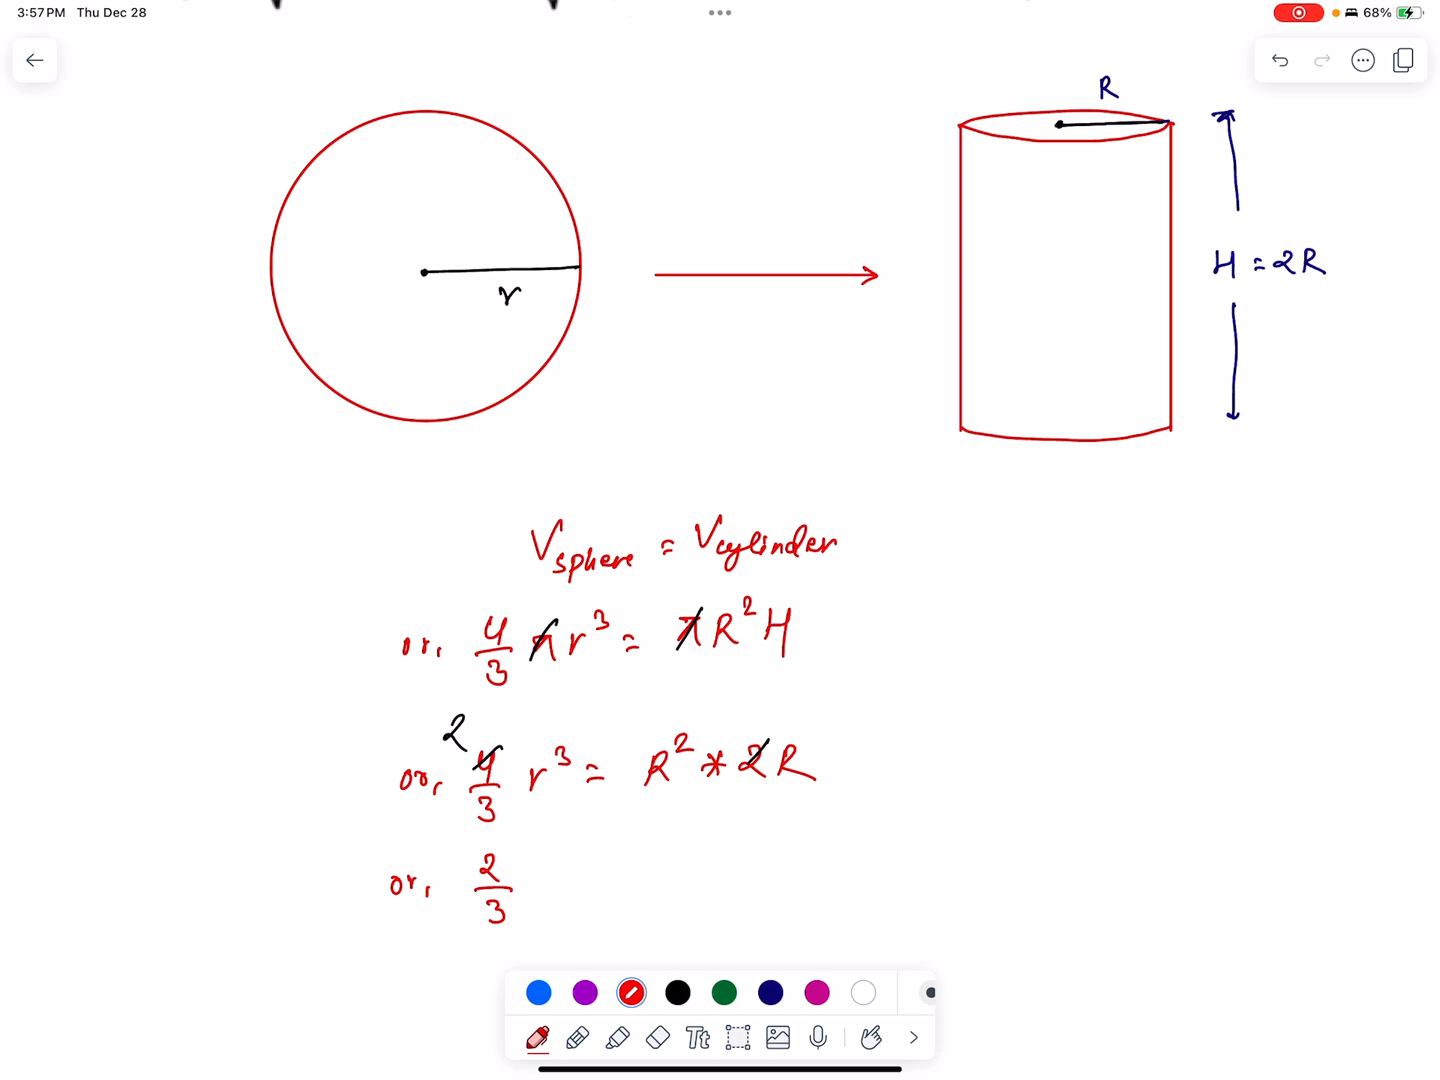 3:57 PM Thu Dec 28
68%
R
r
H = 2R
V sphere = V cylinder
or, 4/3 π r³ = π R² H
2
or, 4/3 r³ = R² * 2R
or, 2/3
Tt